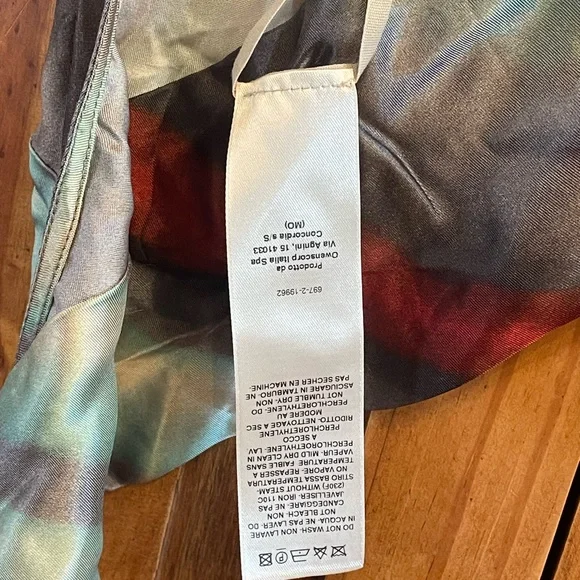 DO NOT WASH- NON LAVARE
IN ACQUA- NE PAS LAVER- DO
NOT BLEACH- NON
CANDEGGIARE- NE PAS
JAVELLISER- IRON 110C
(230F) WITHOUT STEAM-
STIRO BASSA TEMPERATURA
NO VAPORE- REPASSER A
TEMPERATURE FAIBLE SANS
VAPEUR- MILD DRY CLEAN IN
PERCHLOROETHYLENE- LAV.
A SECCO
PERCHLORETHYLENE
RIDOTTO- NETTOYAGE A SEC
MODERE AU
PERCHLORETHYLENE- DO
NOT TUMBLE DRY- NON
ASCIUGARE IN TAMBURO- NE
PAS SECHER EN MACHINE-
697-2-19962
Prodotto da
Owenscorp Italia Spa
Via Agnini, 15 41033
Concordia s/S
(MO)